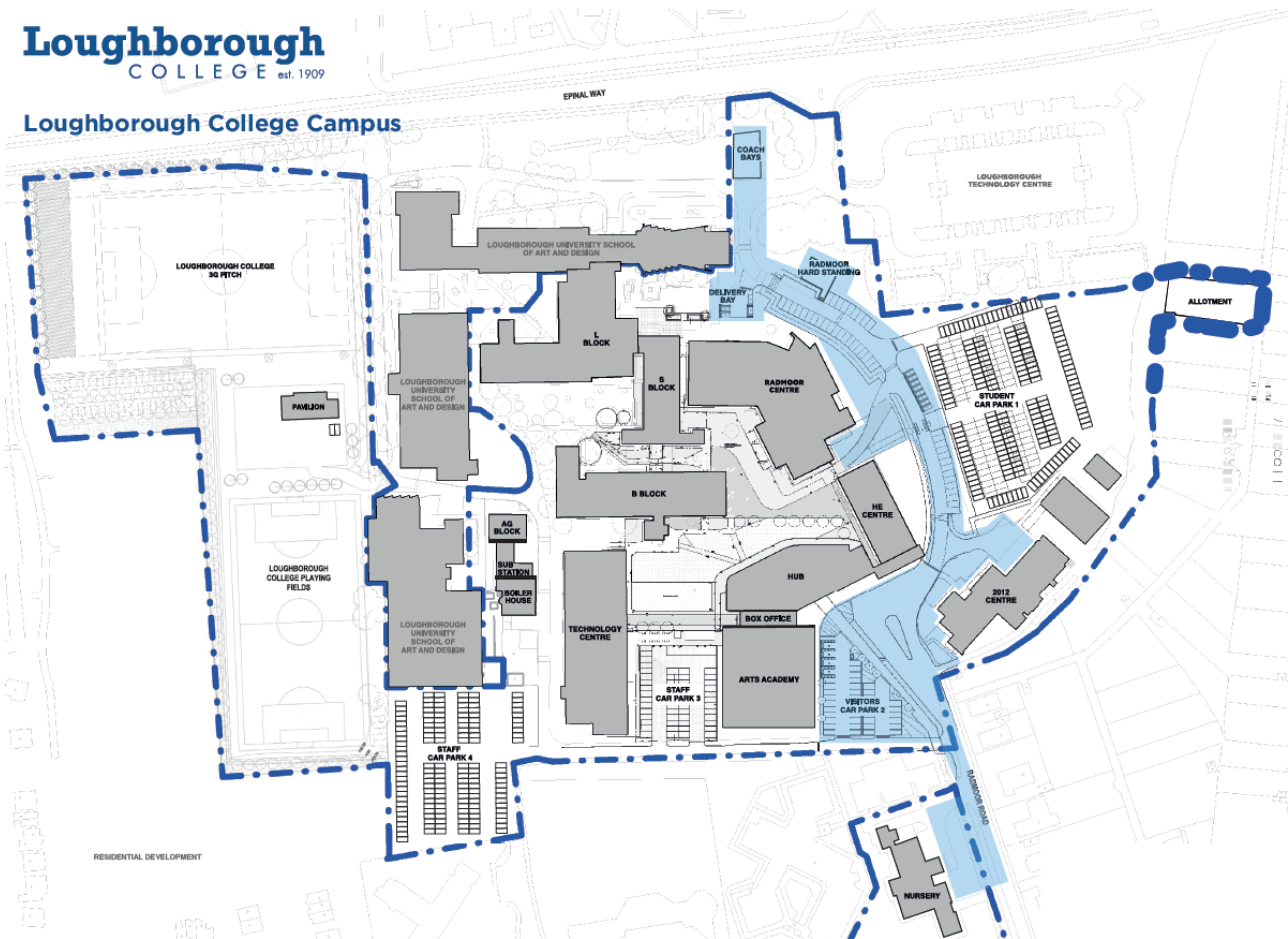 Loughborough
COLLEGE est. 1909
Loughborough College Campus
EPINAL WAY
COACH
BAYS
LOUGHBOROUGH
TECHNOLOGY CENTRE
LOUGHBOROUGH UNIVERSITY SCHOOL
OF ART AND DESIGN
LOUGHBOROUGH COLLEGE
3G PITCH
RADMOOR
HARD STANDING
DELIVERY
BAY
ALLOTMENT
L
BLOCK
S
BLOCK
RADMOOR
CENTRE
LOUGHBOROUGH
UNIVERSITY
SCHOOL OF
ART AND DESIGN
PAVILION
STUDENT
CAR PARK 1
B BLOCK
HE
CENTRE
AG
BLOCK
SUB
STATION
BOILER
HOUSE
LOUGHBOROUGH
COLLEGE PLAYING
FIELDS
HUB
2012
CENTRE
BOX OFFICE
TECHNOLOGY
CENTRE
LOUGHBOROUGH
UNIVERSITY
SCHOOL OF
ART AND DESIGN
ARTS ACADEMY
STAFF
CAR PARK 3
VISITORS
CAR PARK 2
STAFF
CAR PARK 4
RADMOOR ROAD
RESIDENTIAL DEVELOPMENT
NURSERY